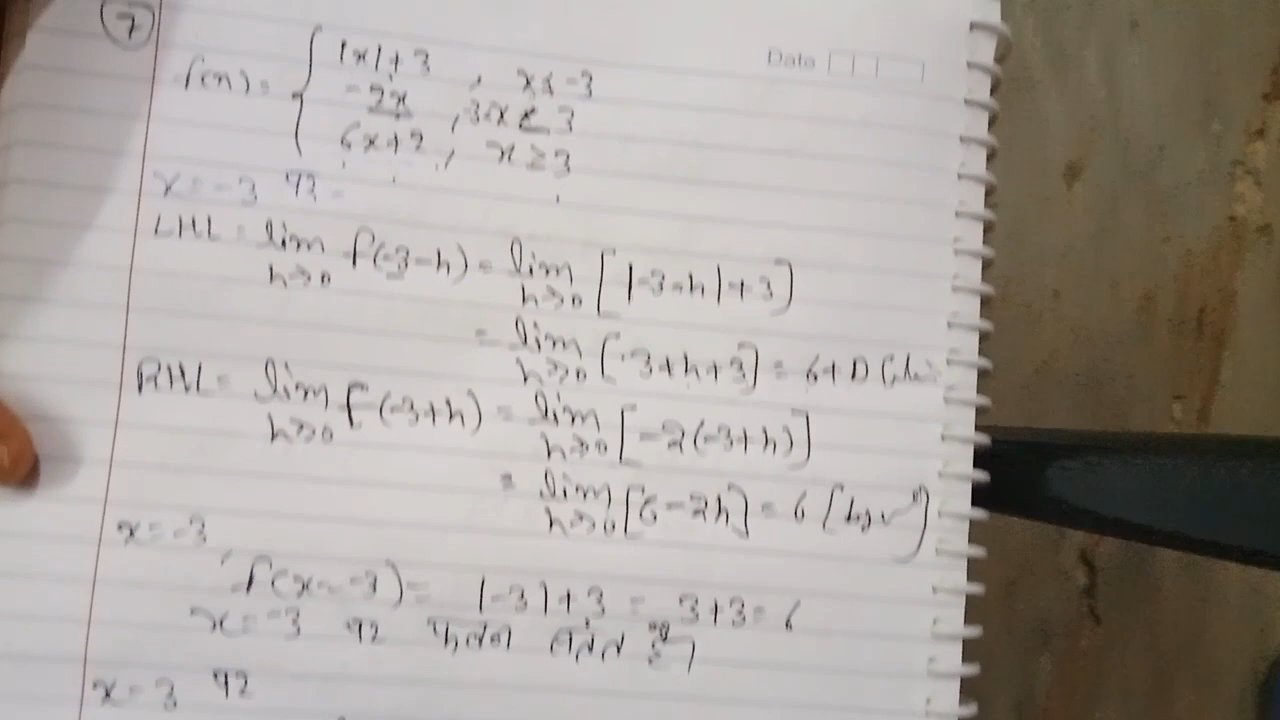 7
Date
f(x) = { |x|+3 , x ≤ -3
-2x , -3<x<3
6x+2 , x ≥ 3
x = -3 पर -
LHL = lim h→0 f(-3-h) = lim h→0 [|-3-h|+3]
= lim h→0 [3+h+3] = 6+0
RHL = lim h→0 f(-3+h) = lim h→0 [-2(-3+h)]
= lim h→0 [6-2h] = 6
x = -3,
f(x=-3) = |-3|+3 = 3+3 = 6
x = -3 पर फलन सतत है।
x = 3 पर